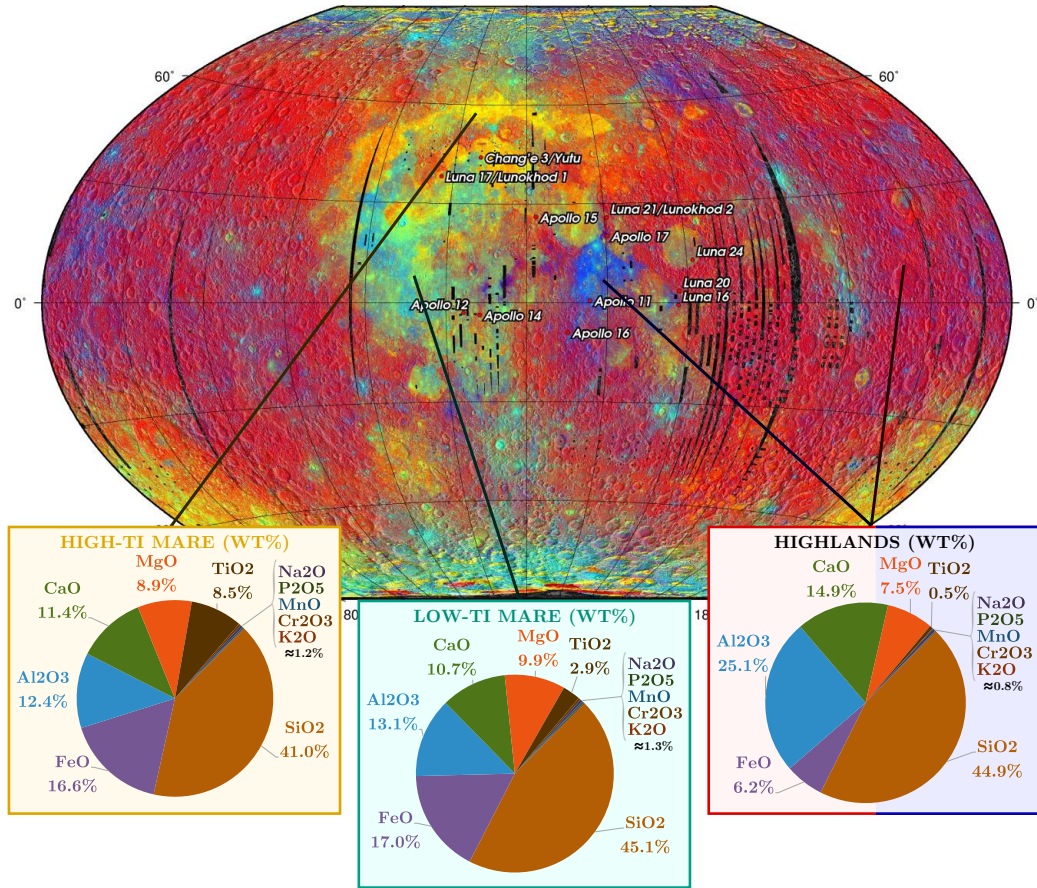 60°
60°
Chang'e 3/Yutu
Luna 17/Lunokhod 1
Apollo 15
Luna 21/Lunokhod 2
Apollo 17
Luna 24
Luna 20
Luna 16
0°
0°
Apollo 12
Apollo 11
Apollo 14
Apollo 16
80
18
HIGH-TI MARE (WT%)
MgO
8.9%
TiO2
8.5%
CaO
11.4%
Na2O
P2O5
MnO
Cr2O3
K2O
≈1.2%
Al2O3
12.4%
SiO2
41.0%
FeO
16.6%
LOW-TI MARE (WT%)
MgO
9.9%
TiO2
2.9%
CaO
10.7%
Na2O
P2O5
MnO
Cr2O3
K2O
≈1.3%
Al2O3
13.1%
FeO
17.0%
SiO2
45.1%
HIGHLANDS (WT%)
CaO
14.9%
MgO
7.5%
TiO2
0.5%
Na2O
P2O5
MnO
Cr2O3
K2O
≈0.8%
Al2O3
25.1%
FeO
6.2%
SiO2
44.9%